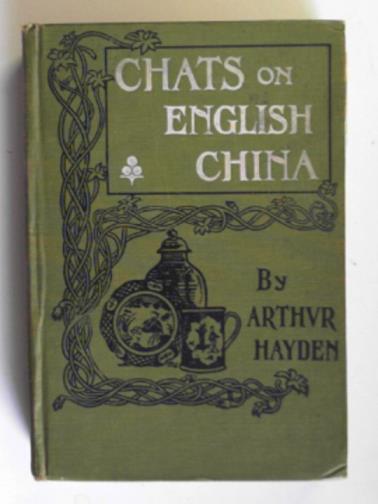 CHATS ON
ENGLISH
CHINA
By
ARTHVR
HAYDEN